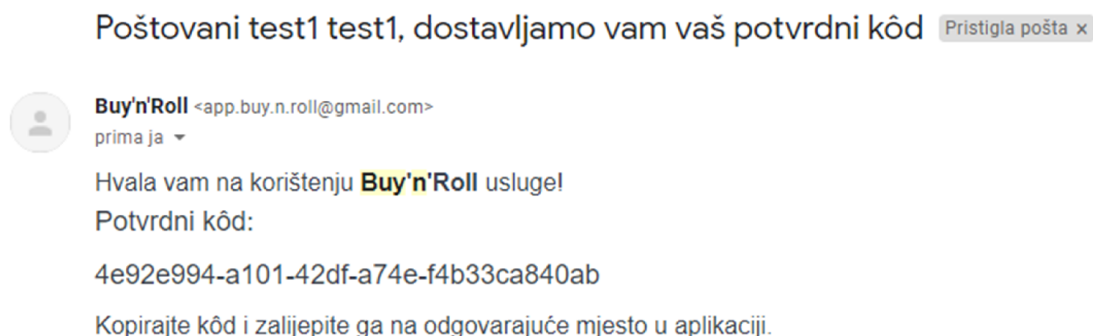 Poštovani test1 test1, dostavljamo vam vaš potvrdni kôd Pristigla pošta ×
Buy'n'Roll <app.buy.n.roll@gmail.com>
prima ja
Hvala vam na korištenju Buy'n'Roll usluge!
Potvrdni kôd:
4e92e994-a101-42df-a74e-f4b33ca840ab
Kopirajte kôd i zalijepite ga na odgovarajuće mjesto u aplikaciji.